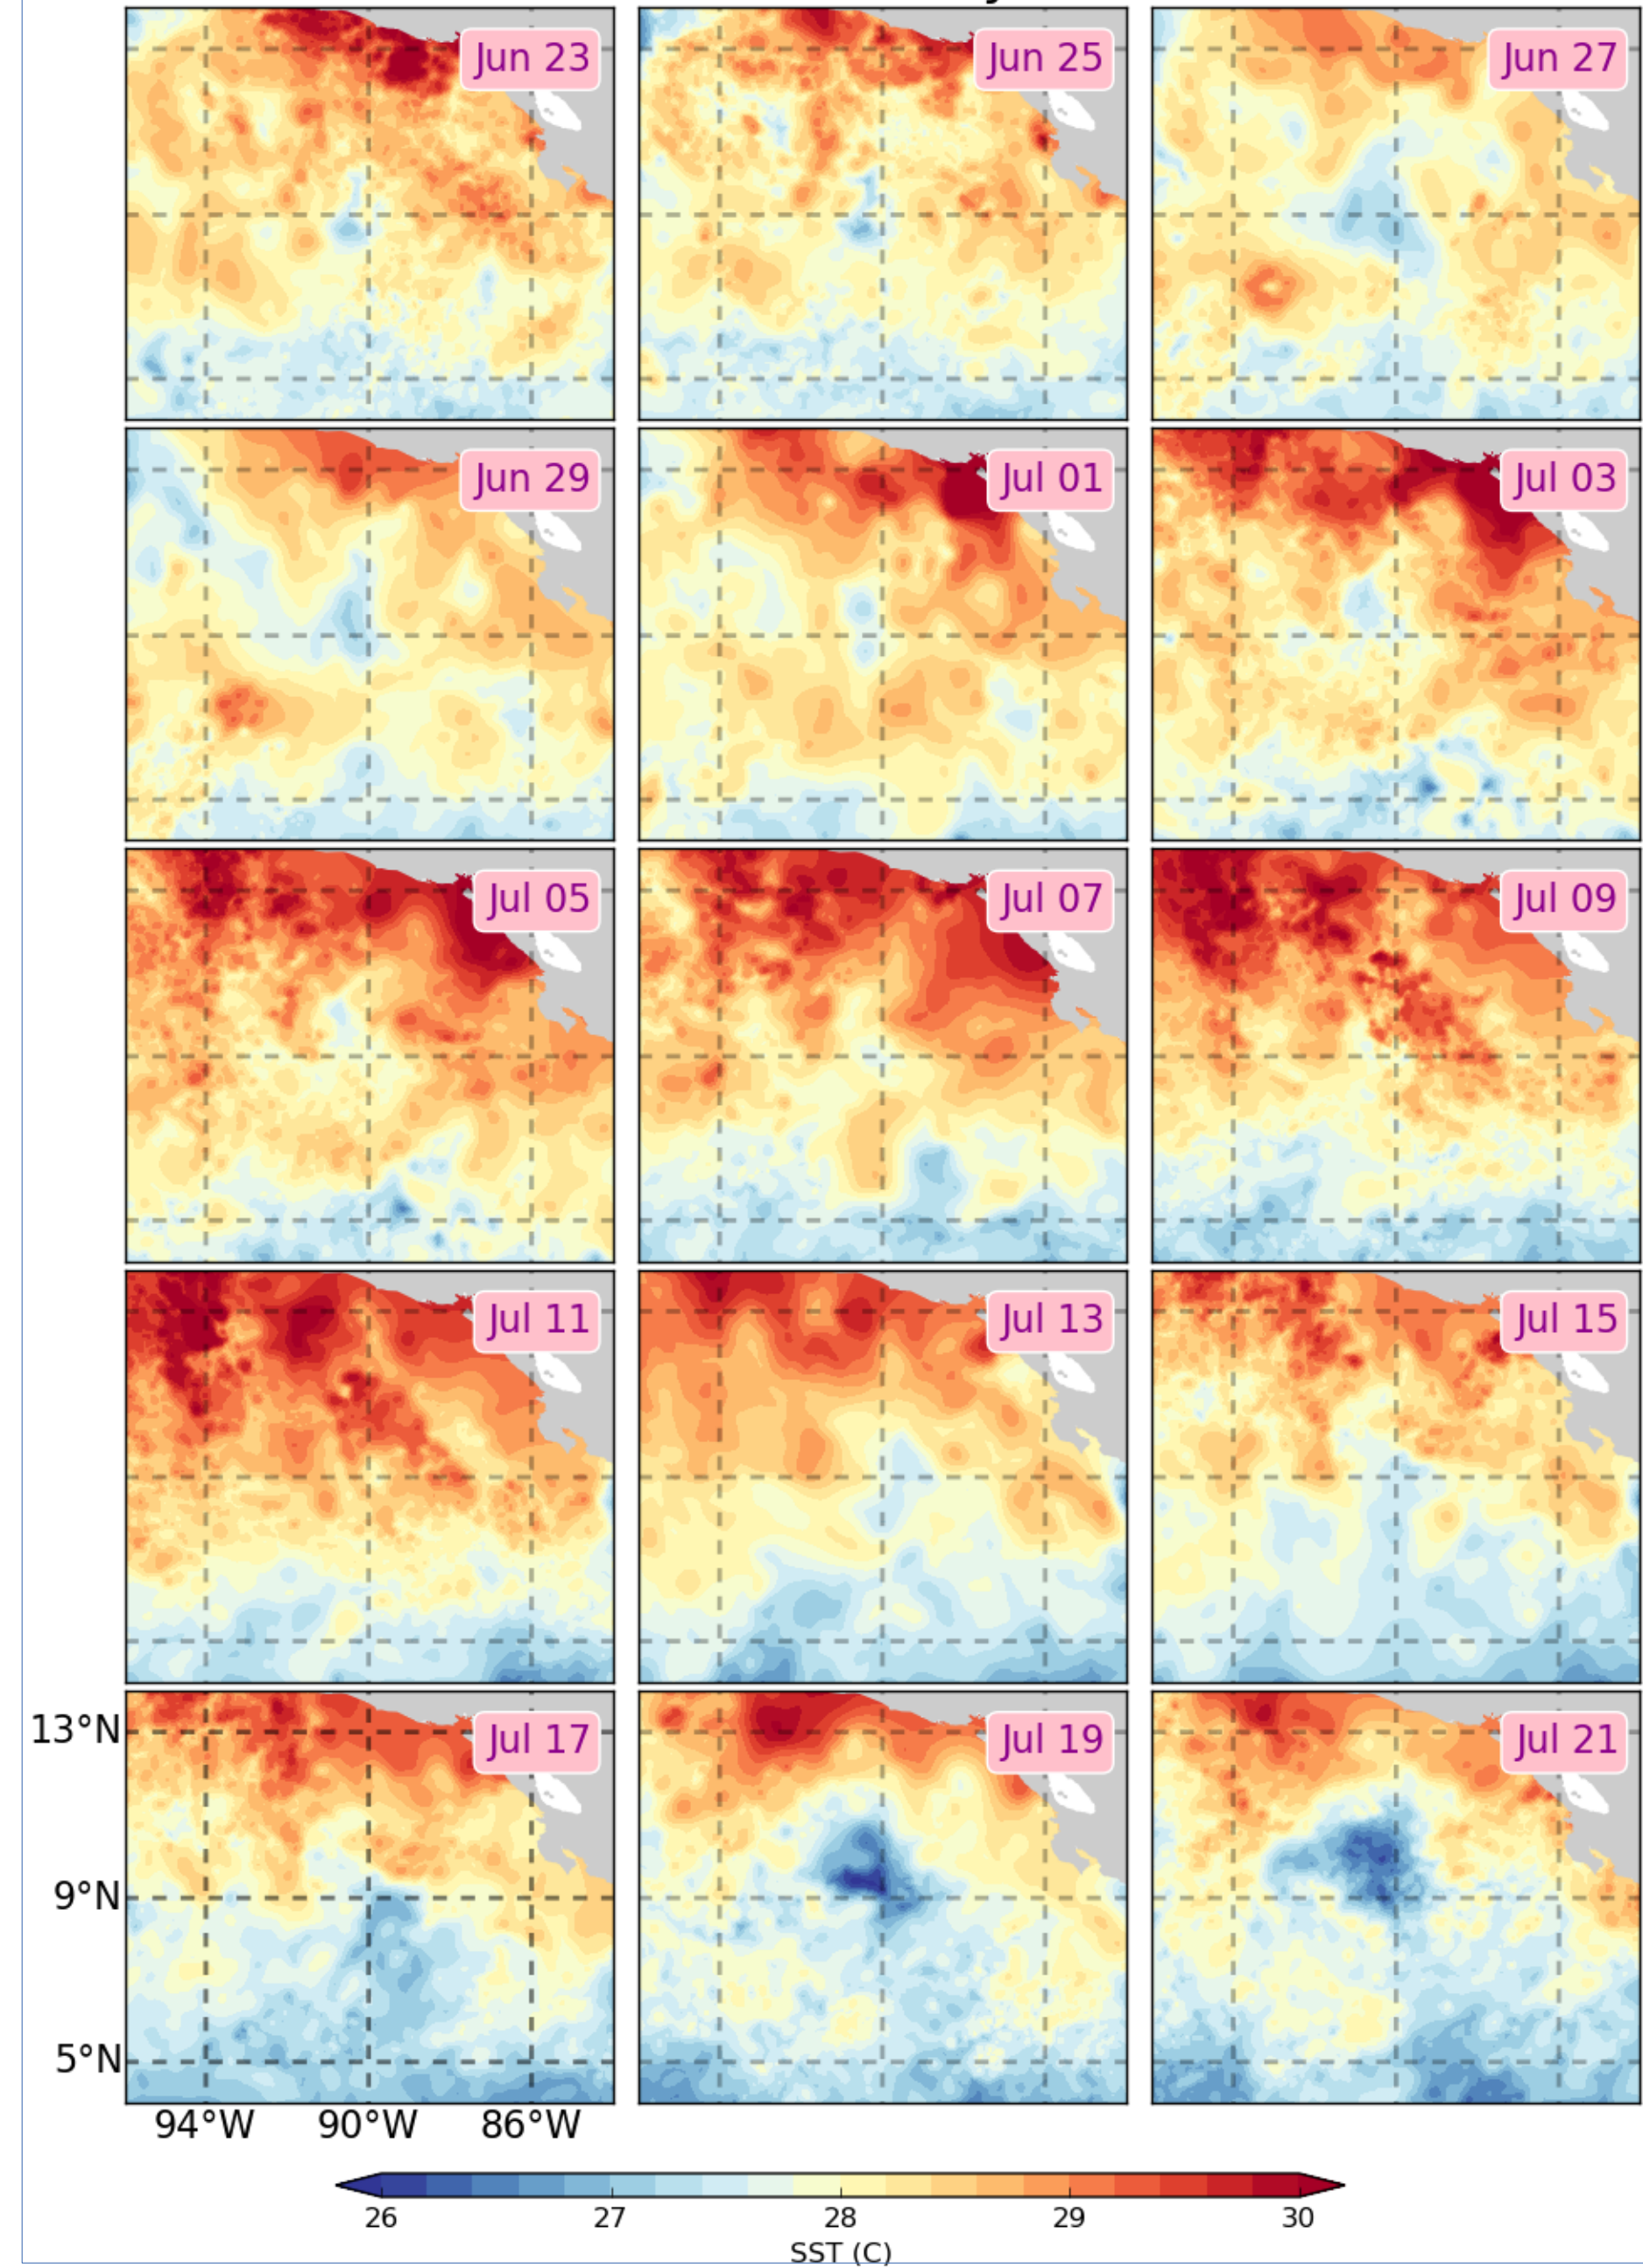 Jun 23
Jun 25
Jun 27
Jun 29
Jul 01
Jul 03
Jul 05
Jul 07
Jul 09
Jul 11
Jul 13
Jul 15
13°N
Jul 17
Jul 19
Jul 21
9°N
5°N
94°W 90°W 86°W
26 27 28 29 30
SST (C)